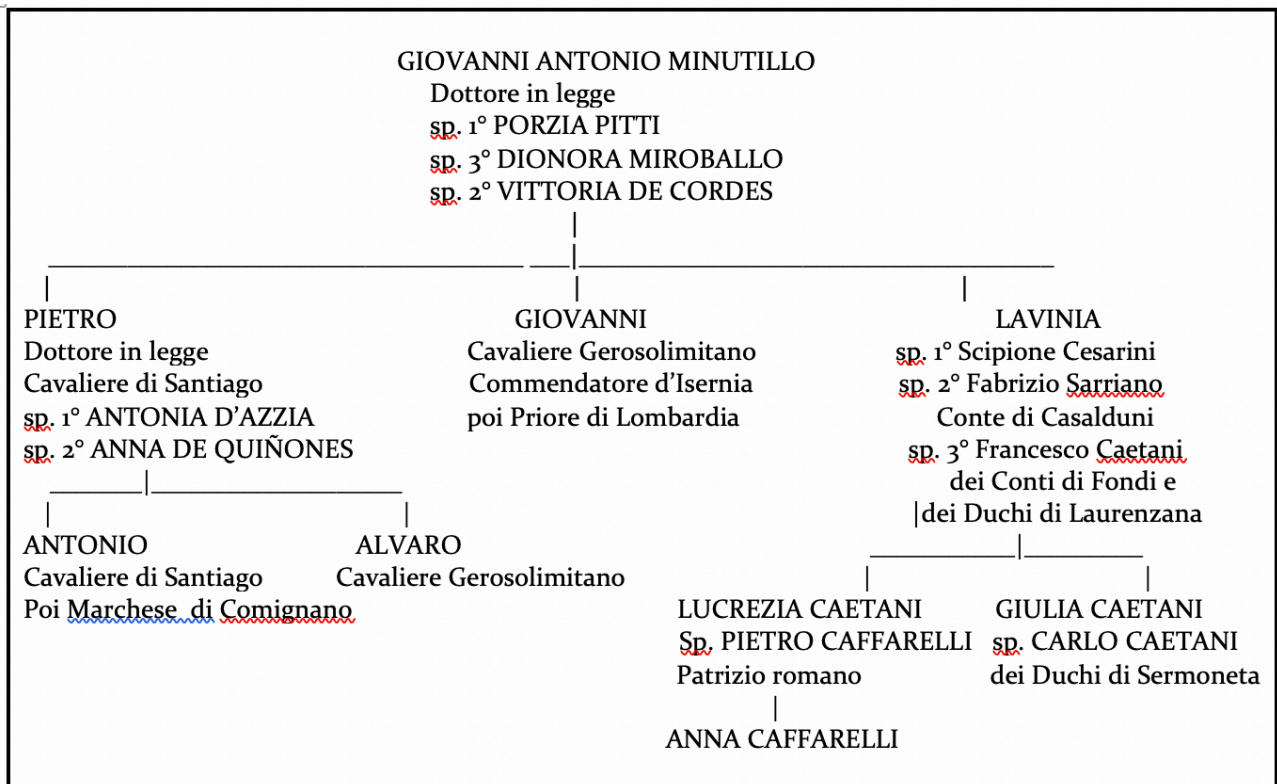 GIOVANNI ANTONIO MINUTILLO
Dottore in legge
sp. 1° PORZIA PITTI
sp. 3° DIONORA MIROBALLO
sp. 2° VITTORIA DE CORDES
PIETRO
Dottore in legge
Cavaliere di Santiago
sp. 1° ANTONIA D’AZZIA
sp. 2° ANNA DE QUIÑONES
GIOVANNI
Cavaliere Gerosolimitano
Commendatore d’Isernia
poi Priore di Lombardia
LAVINIA
sp. 1° Scipione Cesarini
sp. 2° Fabrizio Sarriano
Conte di Casalduni
sp. 3° Francesco Caetani
dei Conti di Fondi e
dei Duchi di Laurenzana
ANTONIO
Cavaliere di Santiago
Poi Marchese di Comignano
ALVARO
Cavaliere Gerosolimitano
LUCREZIA CAETANI
Sp. PIETRO CAFFARELLI
Patrizio romano
GIULIA CAETANI
sp. CARLO CAETANI
dei Duchi di Sermoneta
ANNA CAFFARELLI